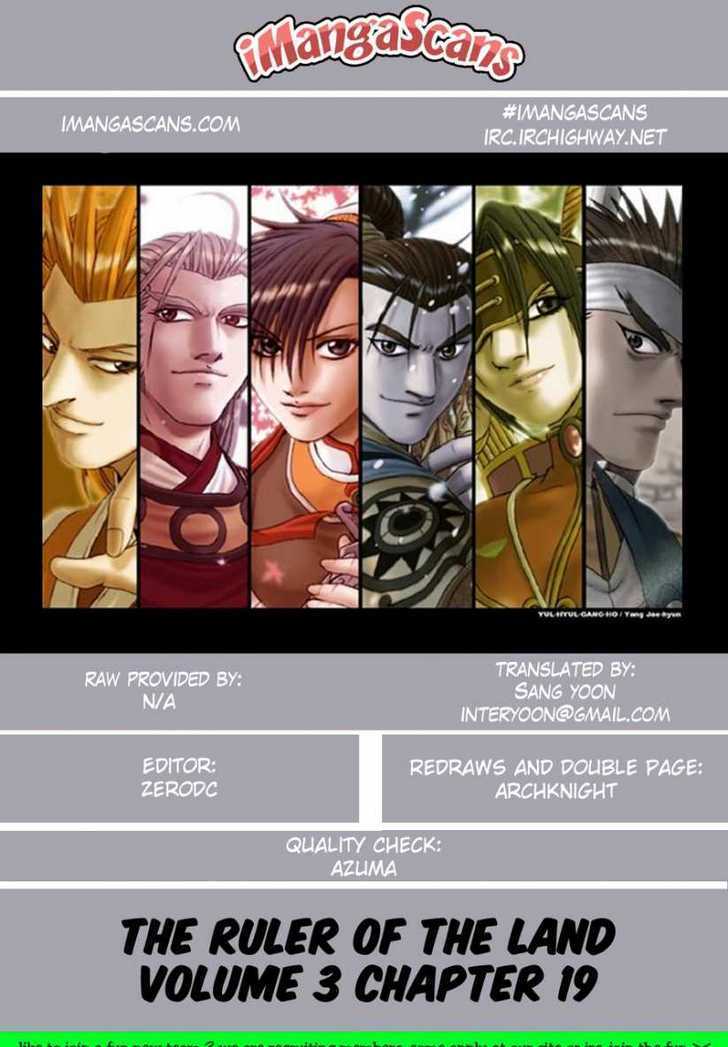 iMangaScans
IMANGASCANS.COM
#IMANGASCANS
IRC.IRCHIGHWAY.NET
YUL-HYUL-GANG-HO / Yang Jae-hyun
RAW PROVIDED BY:
N/A
TRANSLATED BY:
SANG YOON
INTERYOON@GMAIL.COM
EDITOR:
ZERODC
REDRAWS AND DOUBLE PAGE:
ARCHKNIGHT
QUALITY CHECK:
AZUMA
THE RULER OF THE LAND
VOLUME 3 CHAPTER 19